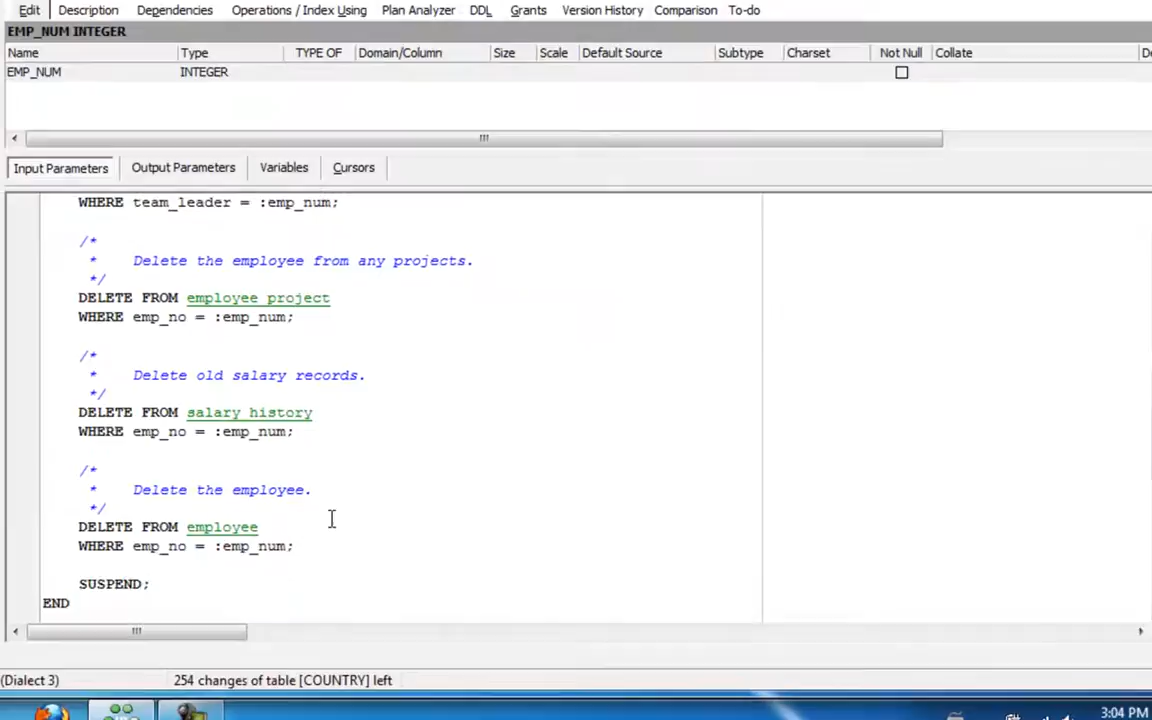 Edit Description Dependencies Operations / Index Using Plan Analyzer DDL Grants Version History Comparison To-do
EMP_NUM INTEGER
Name Type TYPE OF Domain/Column Size Scale Default Source Subtype Charset Not Null Collate De
EMP_NUM INTEGER
Input Parameters Output Parameters Variables Cursors
WHERE team_leader = :emp_num;
/*
* Delete the employee from any projects.
*/
DELETE FROM employee_project
WHERE emp_no = :emp_num;
/*
* Delete old salary records.
*/
DELETE FROM salary_history
WHERE emp_no = :emp_num;
/*
* Delete the employee.
*/
DELETE FROM employee
WHERE emp_no = :emp_num;
SUSPEND;
END
(Dialect 3) 254 changes of table [COUNTRY] left
3:04 PM